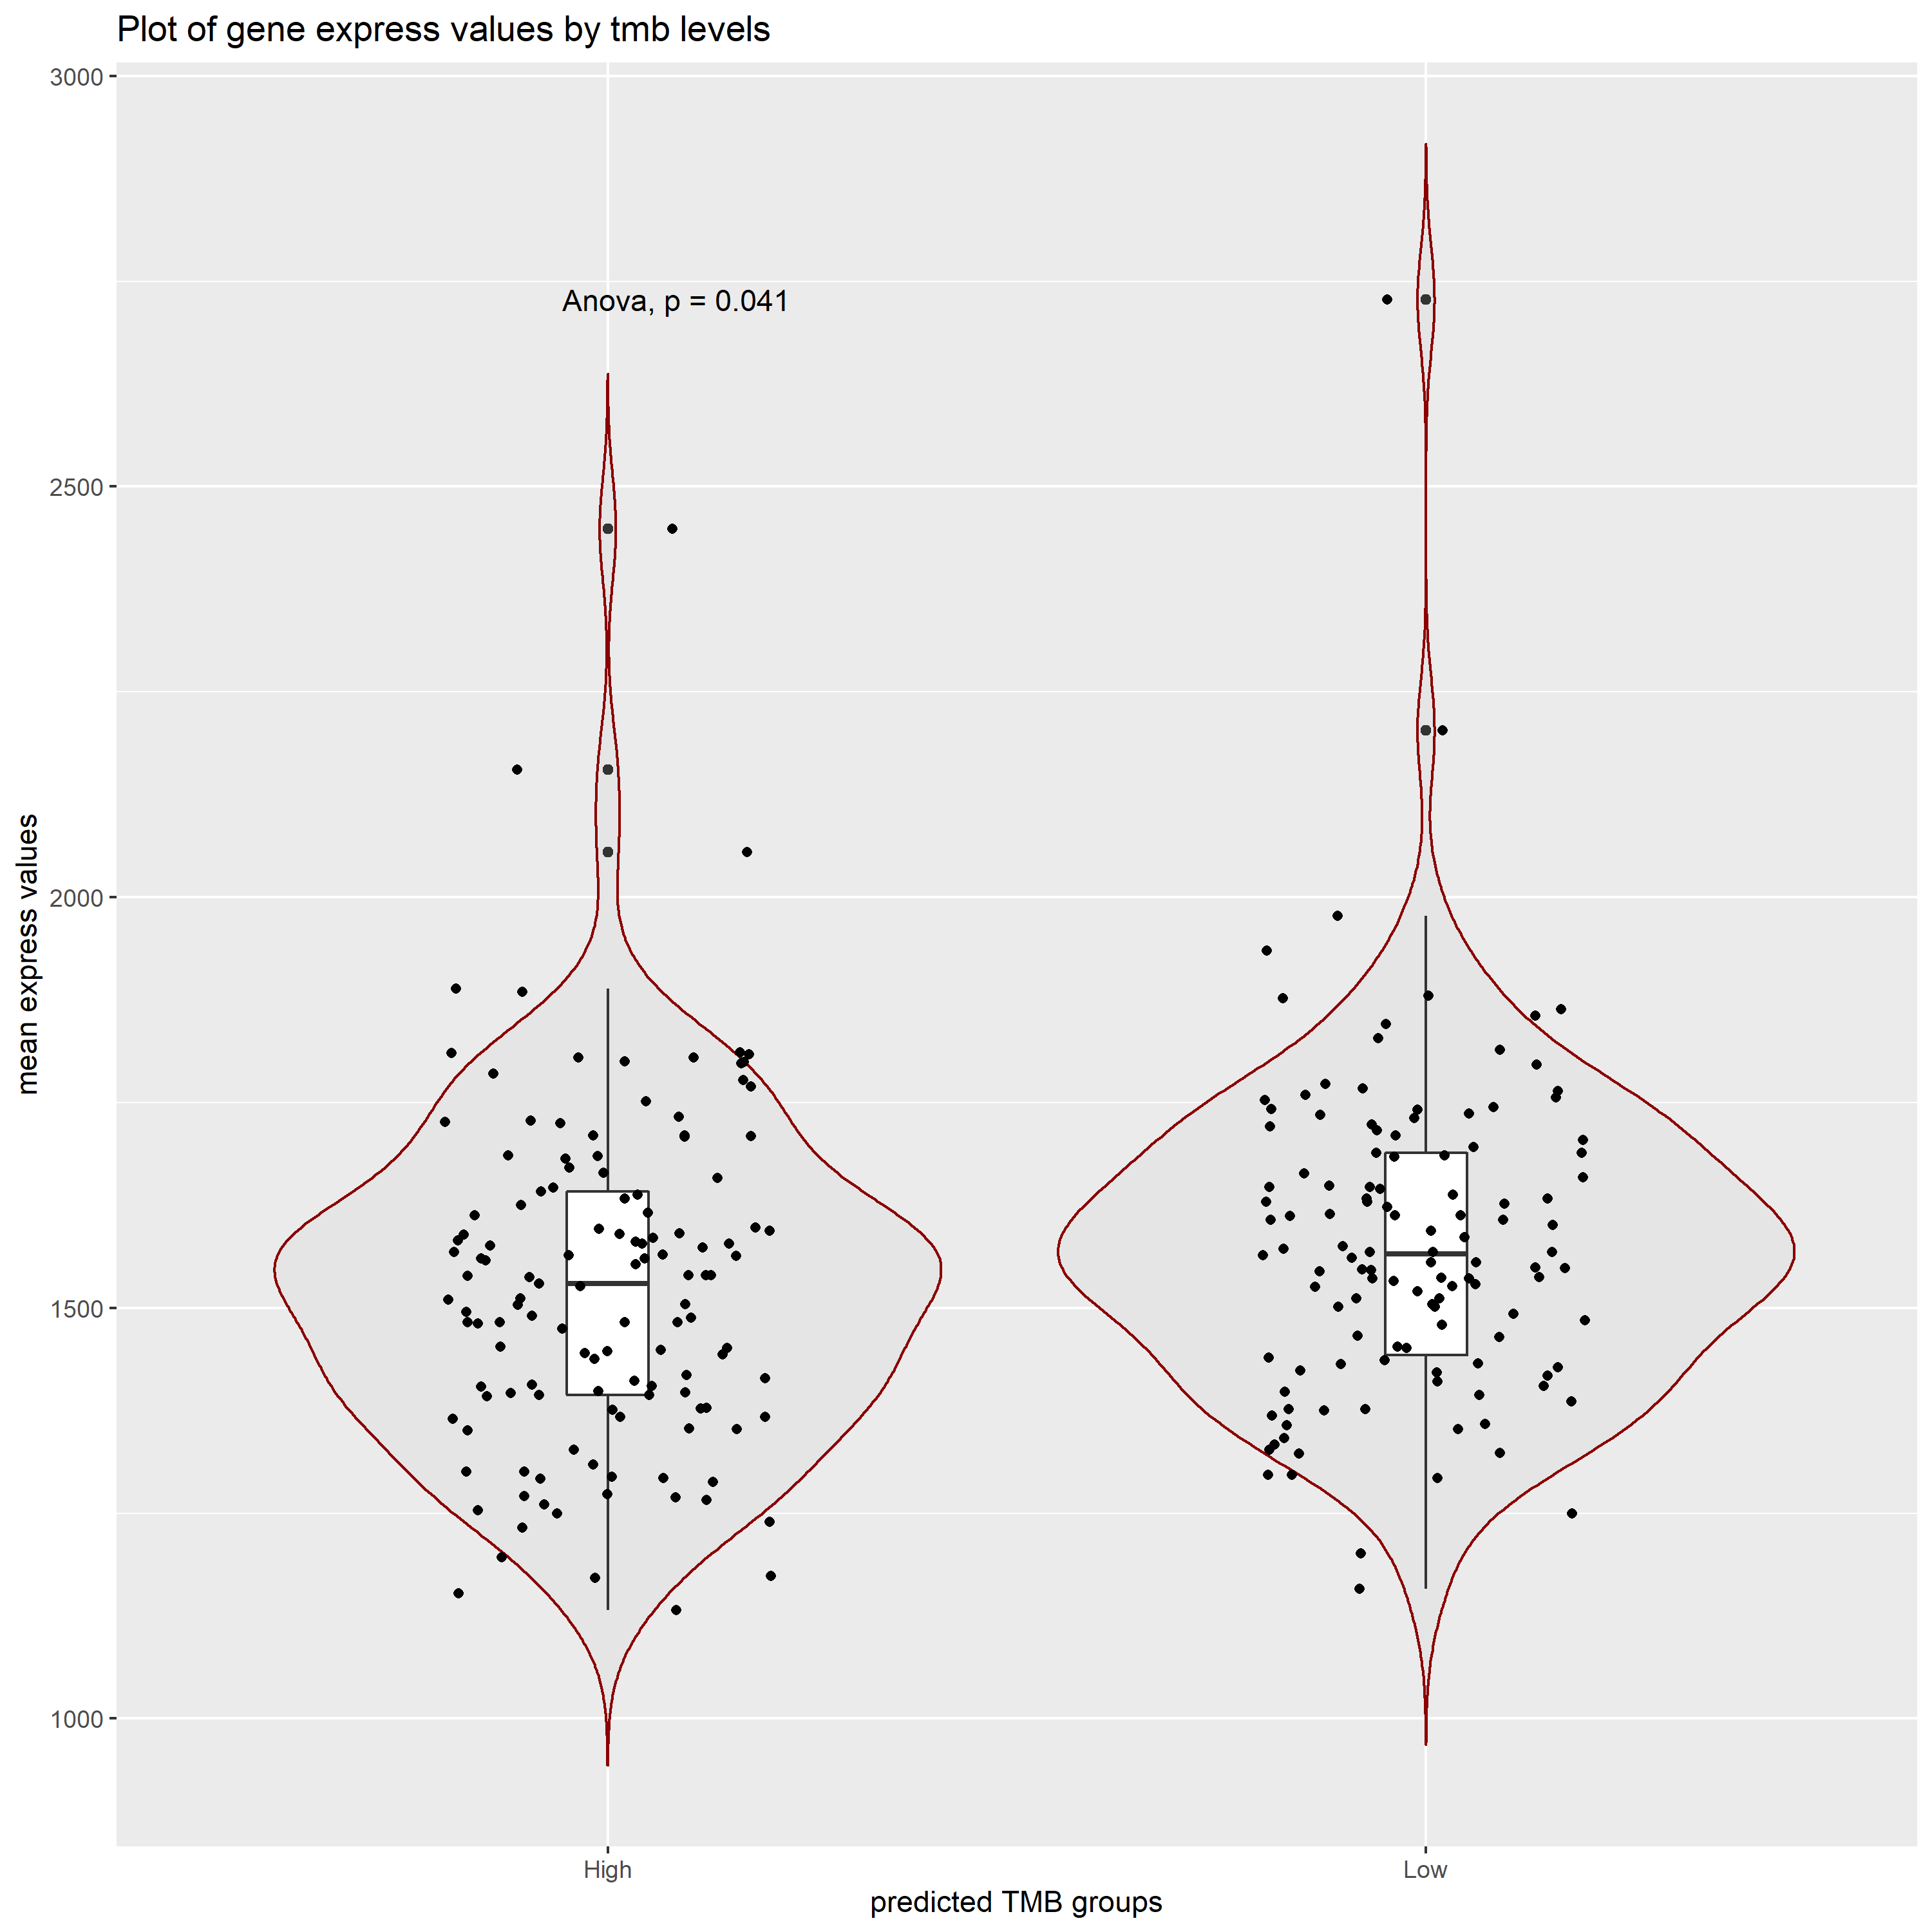 Plot of gene express values by tmb levels
3000
Anova, p = 0.041
2500
2000
mean express values
1500
1000
High
Low
predicted TMB groups